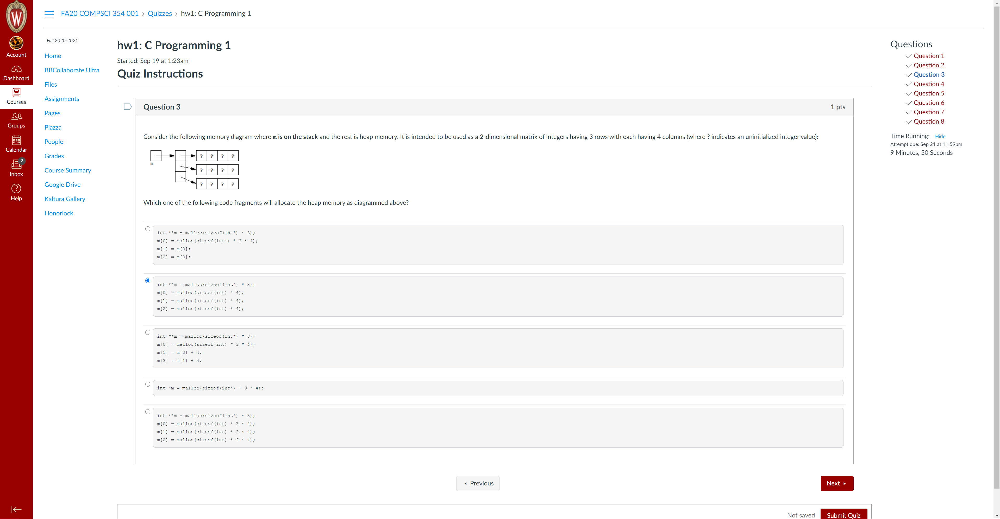 W
FA20 COMPSCI 354 001 › Quizzes › hw1: C Programming 1
Account
Dashboard
Courses
Groups
Calendar
2
Inbox
Help
Fall 2020-2021
Home
BBCollaborate Ultra
Files
Assignments
Pages
Piazza
People
Grades
Course Summary
Google Drive
Kaltura Gallery
Honorlock
hw1: C Programming 1
Started: Sep 19 at 1:23am
Quiz Instructions
Question 3 1 pts
Consider the following memory diagram where m is on the stack and the rest is heap memory. It is intended to be used as a 2-dimensional matrix of integers having 3 rows with each having 4 columns (where ? indicates an uninitialized integer value):
? ? ? ?
m
? ? ? ?
? ? ? ?
Which one of the following code fragments will allocate the heap memory as diagrammed above?
int **m = malloc(sizeof(int*) * 3);
m[0] = malloc(sizeof(int*) * 3 * 4);
m[1] = m[0];
m[2] = m[0];
int **m = malloc(sizeof(int*) * 3);
m[0] = malloc(sizeof(int) * 4);
m[1] = malloc(sizeof(int) * 4);
m[2] = malloc(sizeof(int) * 4);
int **m = malloc(sizeof(int*) * 3);
m[0] = malloc(sizeof(int) * 3 * 4);
m[1] = m[0] + 4;
m[2] = m[1] + 4;
int *m = malloc(sizeof(int*) * 3 * 4);
int **m = malloc(sizeof(int*) * 3);
m[0] = malloc(sizeof(int) * 3 * 4);
m[1] = malloc(sizeof(int) * 3 * 4);
m[2] = malloc(sizeof(int) * 3 * 4);
Previous
Next
Not saved
Submit Quiz
Questions
Question 1
Question 2
Question 3
Question 4
Question 5
Question 6
Question 7
Question 8
Time Running: Hide
Attempt due: Sep 21 at 11:59pm
9 Minutes, 50 Seconds